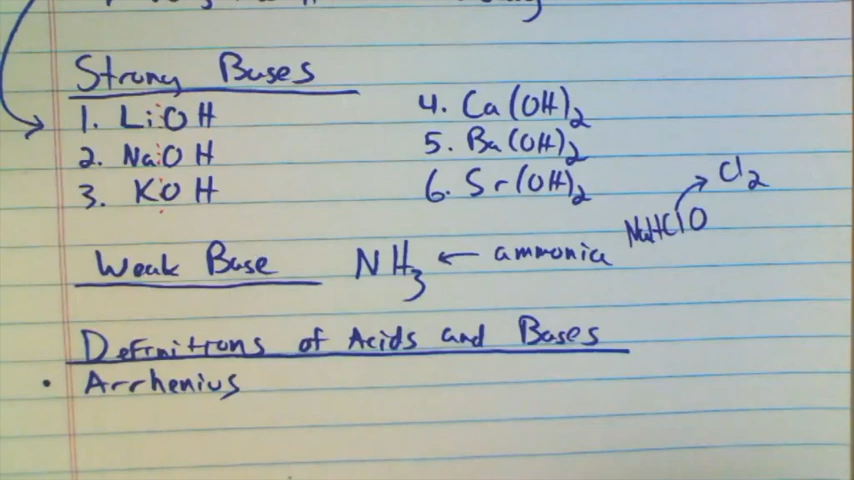 Strong Bases
1. LiOH
2. NaOH
3. KOH
4. Ca(OH)₂
5. Ba(OH)₂
6. Sr(OH)₂
Cl₂
NaHClO
Weak Base NH₃ ← ammonia
Definitions of Acids and Bases
• Arrhenius